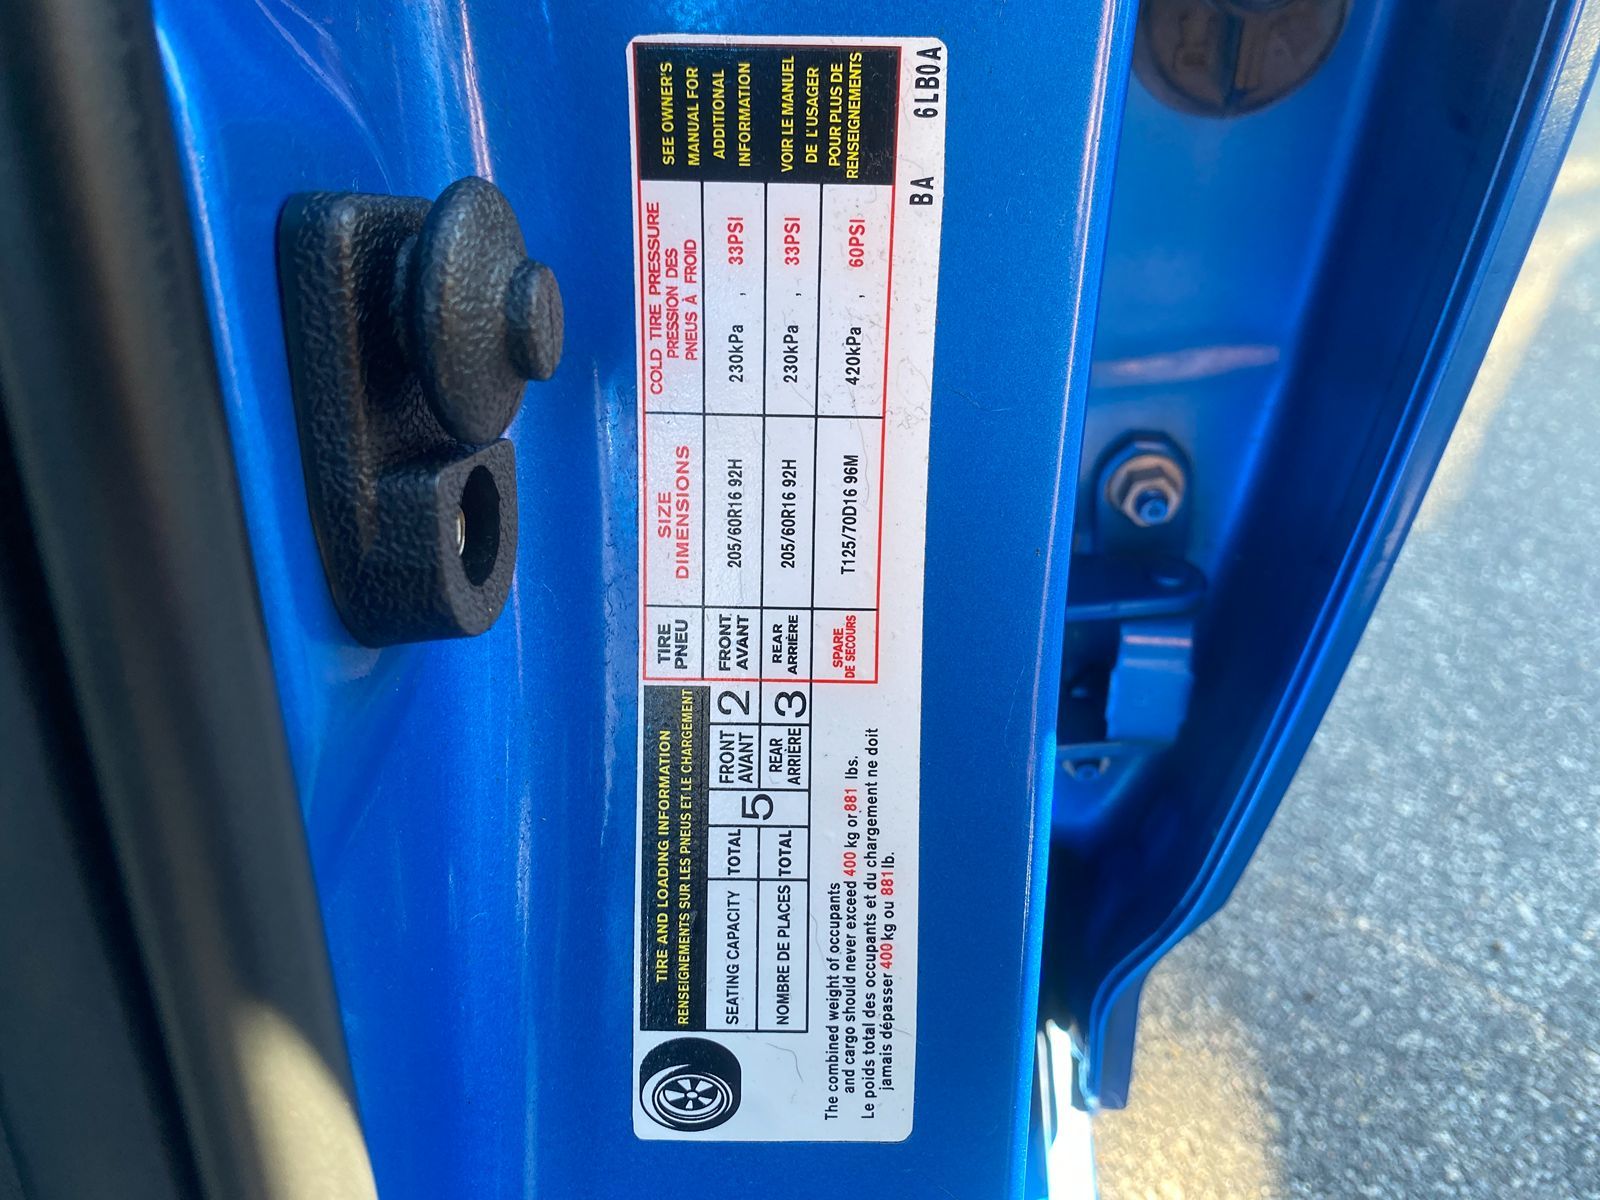 TIRE AND LOADING INFORMATION
RENSEIGNEMENTS SUR LES PNEUS ET LE CHARGEMENT
SEATING CAPACITY TOTAL 5 FRONT AVANT 2
NOMBRE DE PLACES TOTAL REAR ARRIÈRE 3
The combined weight of occupants
and cargo should never exceed 400 kg or 881 lbs.
Le poids total des occupants et du chargement ne doit
jamais dépasser 400 kg ou 881 lb.
TIRE
PNEU
SIZE
DIMENSIONS
COLD TIRE PRESSURE
PRESSION DES
PNEUS À FROID
FRONT
AVANT
205/60R16 92H
230kPa , 33PSI
REAR
ARRIÈRE
205/60R16 92H
230kPa , 33PSI
SPARE
DE SECOURS
T125/70D16 96M
420kPa , 60PSI
SEE OWNER'S
MANUAL FOR
ADDITIONAL
INFORMATION
VOIR LE MANUEL
DE L'USAGER
POUR PLUS DE
RENSEIGNEMENTS
BA 6LB0A